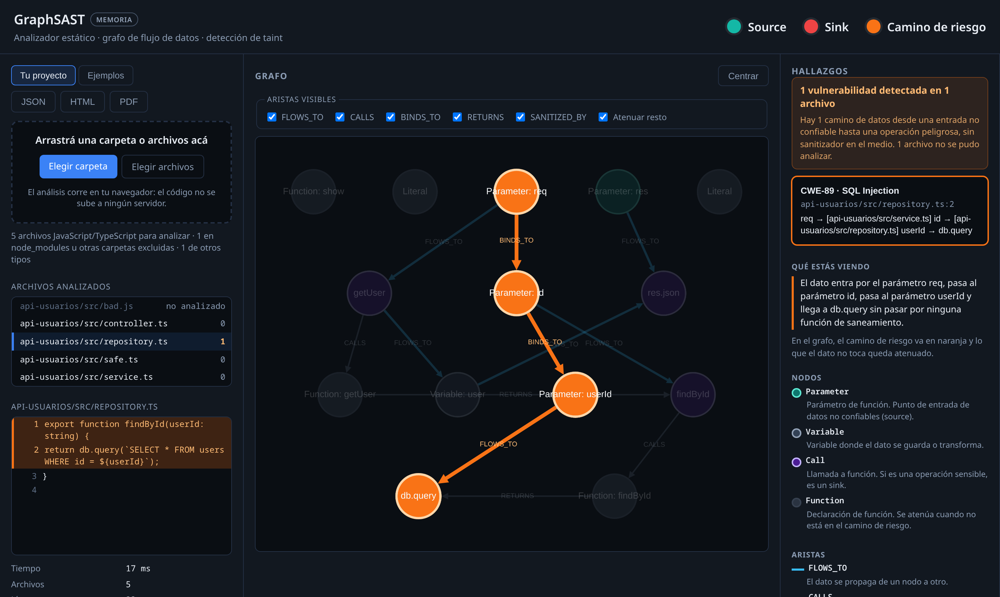 GraphSAST MEMORIA
Analizador estático · grafo de flujo de datos · detección de taint
Source Sink Camino de riesgo
Tu proyecto Ejemplos
JSON HTML PDF
Arrastrá una carpeta o archivos acá
Elegir carpeta Elegir archivos
El análisis corre en tu navegador: el código no se
sube a ningún servidor.
5 archivos JavaScript/TypeScript para analizar · 1 en
node_modules u otras carpetas excluidas · 1 de otros
tipos
ARCHIVOS ANALIZADOS
api-usuarios/src/bad.js no analizado
api-usuarios/src/controller.ts 0
api-usuarios/src/repository.ts 1
api-usuarios/src/safe.ts 0
api-usuarios/src/service.ts 0
API-USUARIOS/SRC/REPOSITORY.TS
1 export function findById(userId:
string) {
2 return db.query(`SELECT * FROM users
WHERE id = ${userId}`);
3 }
4
Tiempo 17 ms
Archivos 5
GRAFO Centrar
ARISTAS VISIBLES
FLOWS_TO CALLS BINDS_TO RETURNS SANITIZED_BY Atenuar resto
Function: show Literal Parameter: req Parameter: res Literal
FLOWS_TO BINDS_TO FLOWS_TO
getUser Parameter: id res.json
CALLS FLOWS_TO BINDS_TO FLOWS_TO FLOWS_TO
Function: getUser Variable: user RETURNS Parameter: userId findById
FLOWS_TO CALLS
db.query RETURNS Function: findById
HALLAZGOS
1 vulnerabilidad detectada en 1
archivo
Hay 1 camino de datos desde una entrada no
confiable hasta una operación peligrosa, sin
sanitizador en el medio. 1 archivo no se pudo
analizar.
CWE-89 · SQL Injection
api-usuarios/src/repository.ts:2
req → [api-usuarios/src/service.ts] id → [api-
usuarios/src/repository.ts] userId → db.query
QUÉ ESTÁS VIENDO
El dato entra por el parámetro req, pasa al
parámetro id, pasa al parámetro userId y
llega a db.query sin pasar por ninguna
función de saneamiento.
En el grafo, el camino de riesgo va en naranja y lo
que el dato no toca queda atenuado.
NODOS
Parameter
Parámetro de función. Punto de entrada de
datos no confiables (source).
Variable
Variable donde el dato se guarda o transforma.
Call
Llamada a función. Si es una operación sensible,
es un sink.
Function
Declaración de función. Se atenúa cuando no
está en el camino de riesgo.
ARISTAS
FLOWS_TO
El dato se propaga de un nodo a otro.
CALLS